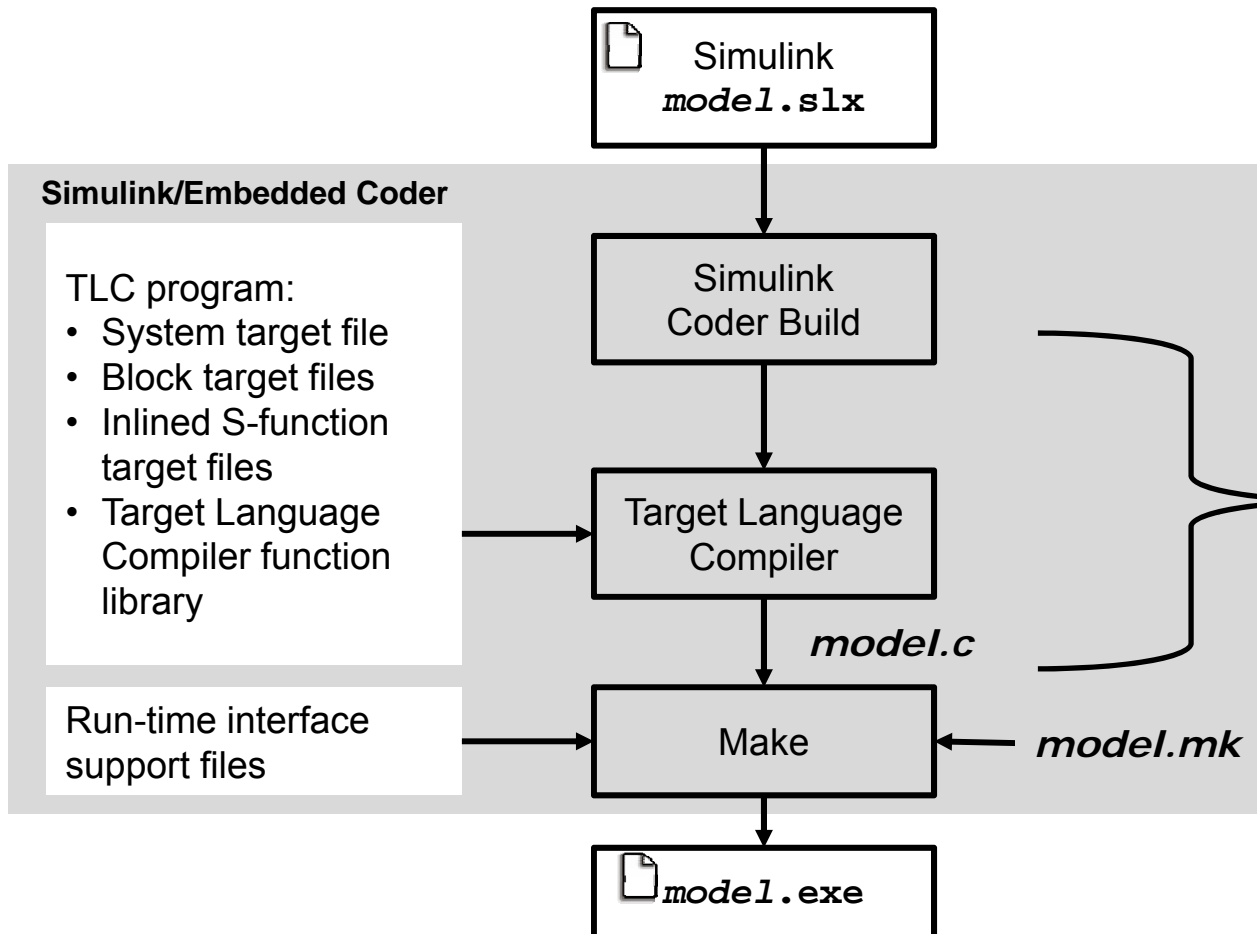 Simulink
model.slx
Simulink/Embedded Coder
TLC program:
• System target file
• Block target files
• Inlined S-function
target files
• Target Language
Compiler function
library
Simulink
Coder Build
Target Language
Compiler
model.c
Run-time interface
support files
Make
model.mk
model.exe